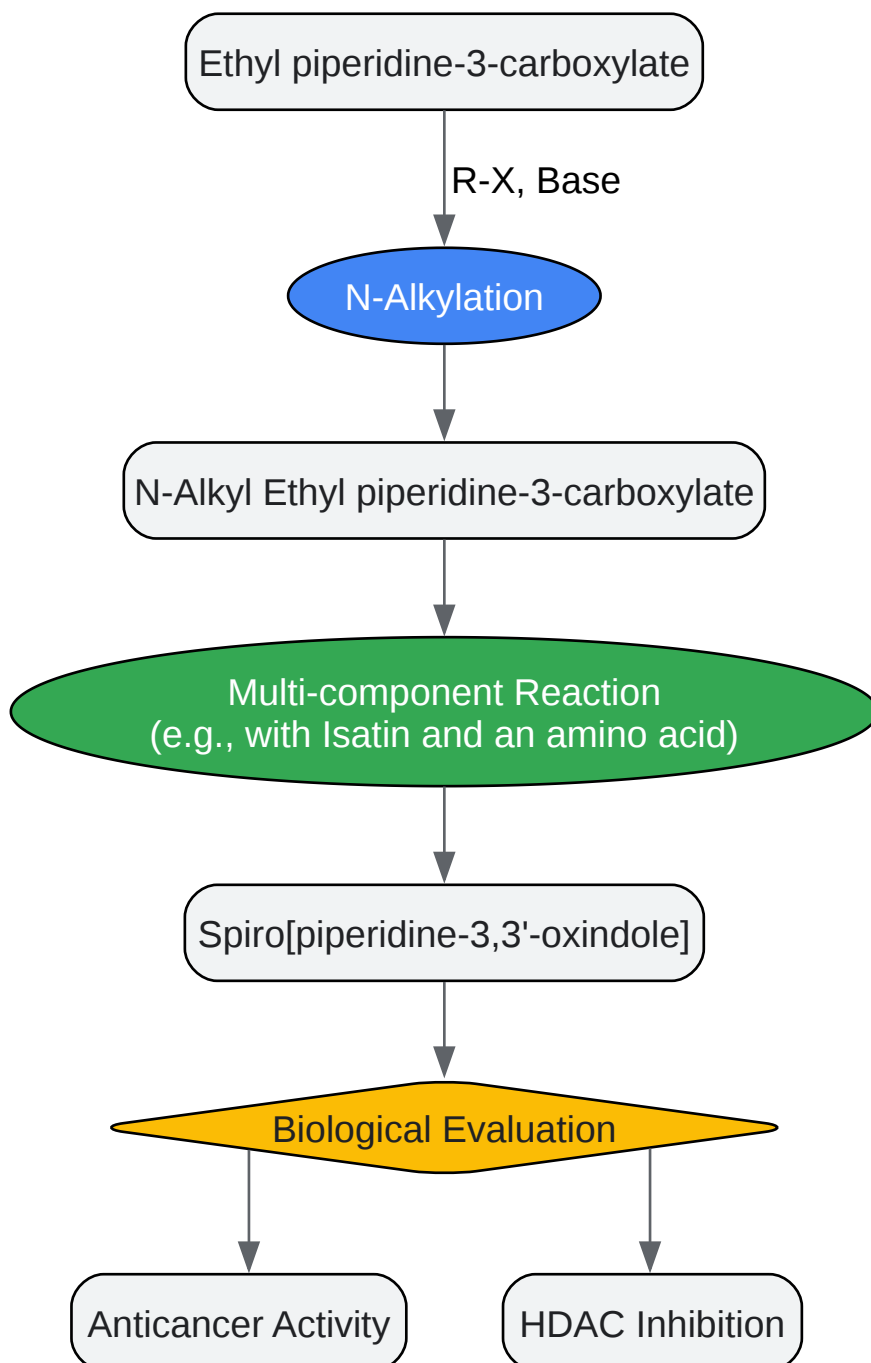 Ethyl piperidine-3-carboxylate
R-X, Base
N-Alkylation
N-Alkyl Ethyl piperidine-3-carboxylate
Multi-component Reaction
(e.g., with Isatin and an amino acid)
Spiro[piperidine-3,3'-oxindole]
Biological Evaluation
Anticancer Activity
HDAC Inhibition